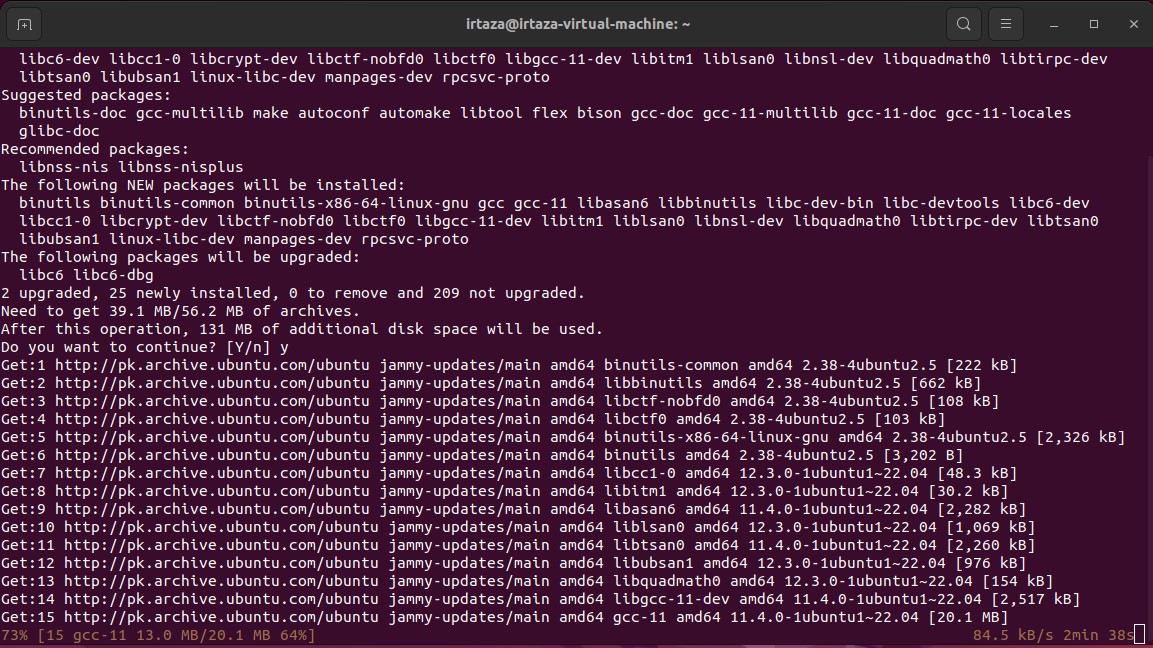 irtaza@irtaza-virtual-machine: ~
libc6-dev libcc1-0 libcrypt-dev libctf-nobfd0 libctf0 libgcc-11-dev libitm1 liblsan0 libnsl-dev libquadmath0 libtirpc-dev
libtsan0 libubsan1 linux-libc-dev manpages-dev rpcsvc-proto
Suggested packages:
binutils-doc gcc-multilib make autoconf automake libtool flex bison gcc-doc gcc-11-multilib gcc-11-doc gcc-11-locales
glibc-doc
Recommended packages:
libnss-nis libnss-nisplus
The following NEW packages will be installed:
binutils binutils-common binutils-x86-64-linux-gnu gcc gcc-11 libasan6 libbinutils libc-dev-bin libc-devtools libc6-dev
libcc1-0 libcrypt-dev libctf-nobfd0 libctf0 libgcc-11-dev libitm1 liblsan0 libnsl-dev libquadmath0 libtirpc-dev libtsan0
libubsan1 linux-libc-dev manpages-dev rpcsvc-proto
The following packages will be upgraded:
libc6 libc6-dbg
2 upgraded, 25 newly installed, 0 to remove and 209 not upgraded.
Need to get 39.1 MB/56.2 MB of archives.
After this operation, 131 MB of additional disk space will be used.
Do you want to continue? [Y/n] y
Get:1 http://pk.archive.ubuntu.com/ubuntu jammy-updates/main amd64 binutils-common amd64 2.38-4ubuntu2.5 [222 kB]
Get:2 http://pk.archive.ubuntu.com/ubuntu jammy-updates/main amd64 libbinutils amd64 2.38-4ubuntu2.5 [662 kB]
Get:3 http://pk.archive.ubuntu.com/ubuntu jammy-updates/main amd64 libctf-nobfd0 amd64 2.38-4ubuntu2.5 [108 kB]
Get:4 http://pk.archive.ubuntu.com/ubuntu jammy-updates/main amd64 libctf0 amd64 2.38-4ubuntu2.5 [103 kB]
Get:5 http://pk.archive.ubuntu.com/ubuntu jammy-updates/main amd64 binutils-x86-64-linux-gnu amd64 2.38-4ubuntu2.5 [2,326 kB]
Get:6 http://pk.archive.ubuntu.com/ubuntu jammy-updates/main amd64 binutils amd64 2.38-4ubuntu2.5 [3,202 B]
Get:7 http://pk.archive.ubuntu.com/ubuntu jammy-updates/main amd64 libcc1-0 amd64 12.3.0-1ubuntu1~22.04 [48.3 kB]
Get:8 http://pk.archive.ubuntu.com/ubuntu jammy-updates/main amd64 libitm1 amd64 12.3.0-1ubuntu1~22.04 [30.2 kB]
Get:9 http://pk.archive.ubuntu.com/ubuntu jammy-updates/main amd64 libasan6 amd64 11.4.0-1ubuntu1~22.04 [2,282 kB]
Get:10 http://pk.archive.ubuntu.com/ubuntu jammy-updates/main amd64 liblsan0 amd64 12.3.0-1ubuntu1~22.04 [1,069 kB]
Get:11 http://pk.archive.ubuntu.com/ubuntu jammy-updates/main amd64 libtsan0 amd64 11.4.0-1ubuntu1~22.04 [2,260 kB]
Get:12 http://pk.archive.ubuntu.com/ubuntu jammy-updates/main amd64 libubsan1 amd64 12.3.0-1ubuntu1~22.04 [976 kB]
Get:13 http://pk.archive.ubuntu.com/ubuntu jammy-updates/main amd64 libquadmath0 amd64 12.3.0-1ubuntu1~22.04 [154 kB]
Get:14 http://pk.archive.ubuntu.com/ubuntu jammy-updates/main amd64 libgcc-11-dev amd64 11.4.0-1ubuntu1~22.04 [2,517 kB]
Get:15 http://pk.archive.ubuntu.com/ubuntu jammy-updates/main amd64 gcc-11 amd64 11.4.0-1ubuntu1~22.04 [20.1 MB]
73% [15 gcc-11 13.0 MB/20.1 MB 64%] 84.5 kB/s 2min 38s